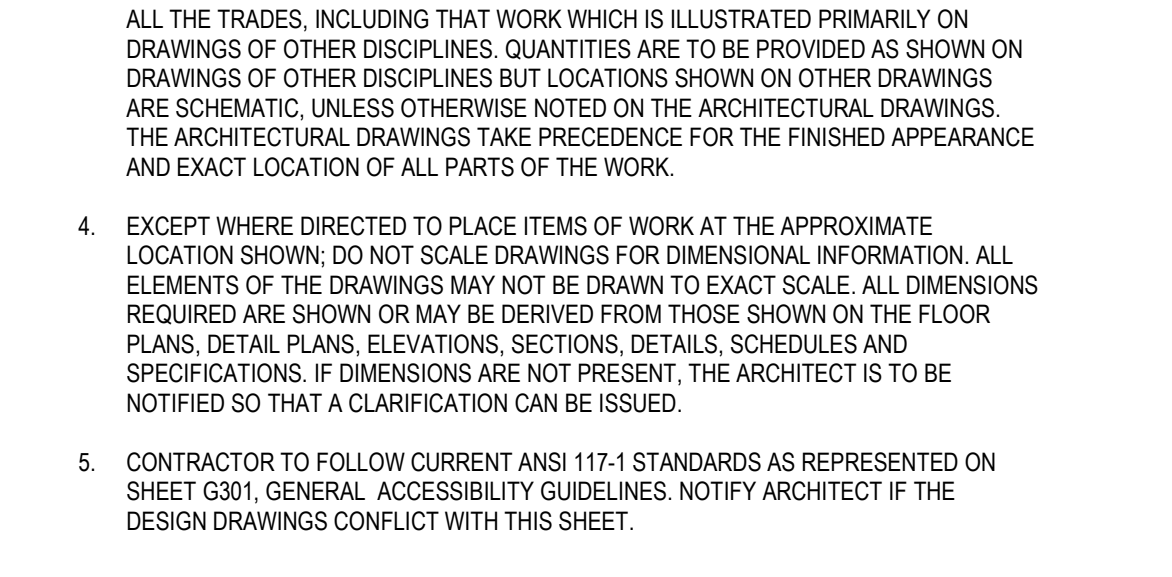 ALL THE TRADES, INCLUDING THAT WORK WHICH IS ILLUSTRATED PRIMARILY ON
DRAWINGS OF OTHER DISCIPLINES. QUANTITIES ARE TO BE PROVIDED AS SHOWN ON
DRAWINGS OF OTHER DISCIPLINES BUT LOCATIONS SHOWN ON OTHER DRAWINGS
ARE SCHEMATIC, UNLESS OTHERWISE NOTED ON THE ARCHITECTURAL DRAWINGS.
THE ARCHITECTURAL DRAWINGS TAKE PRECEDENCE FOR THE FINISHED APPEARANCE
AND EXACT LOCATION OF ALL PARTS OF THE WORK.
4. EXCEPT WHERE DIRECTED TO PLACE ITEMS OF WORK AT THE APPROXIMATE
LOCATION SHOWN; DO NOT SCALE DRAWINGS FOR DIMENSIONAL INFORMATION. ALL
ELEMENTS OF THE DRAWINGS MAY NOT BE DRAWN TO EXACT SCALE. ALL DIMENSIONS
REQUIRED ARE SHOWN OR MAY BE DERIVED FROM THOSE SHOWN ON THE FLOOR
PLANS, DETAIL PLANS, ELEVATIONS, SECTIONS, DETAILS, SCHEDULES AND
SPECIFICATIONS. IF DIMENSIONS ARE NOT PRESENT, THE ARCHITECT IS TO BE
NOTIFIED SO THAT A CLARIFICATION CAN BE ISSUED.
5. CONTRACTOR TO FOLLOW CURRENT ANSI 117-1 STANDARDS AS REPRESENTED ON
SHEET G301, GENERAL  ACCESSIBILITY GUIDELINES. NOTIFY ARCHITECT IF THE
DESIGN DRAWINGS CONFLICT WITH THIS SHEET.